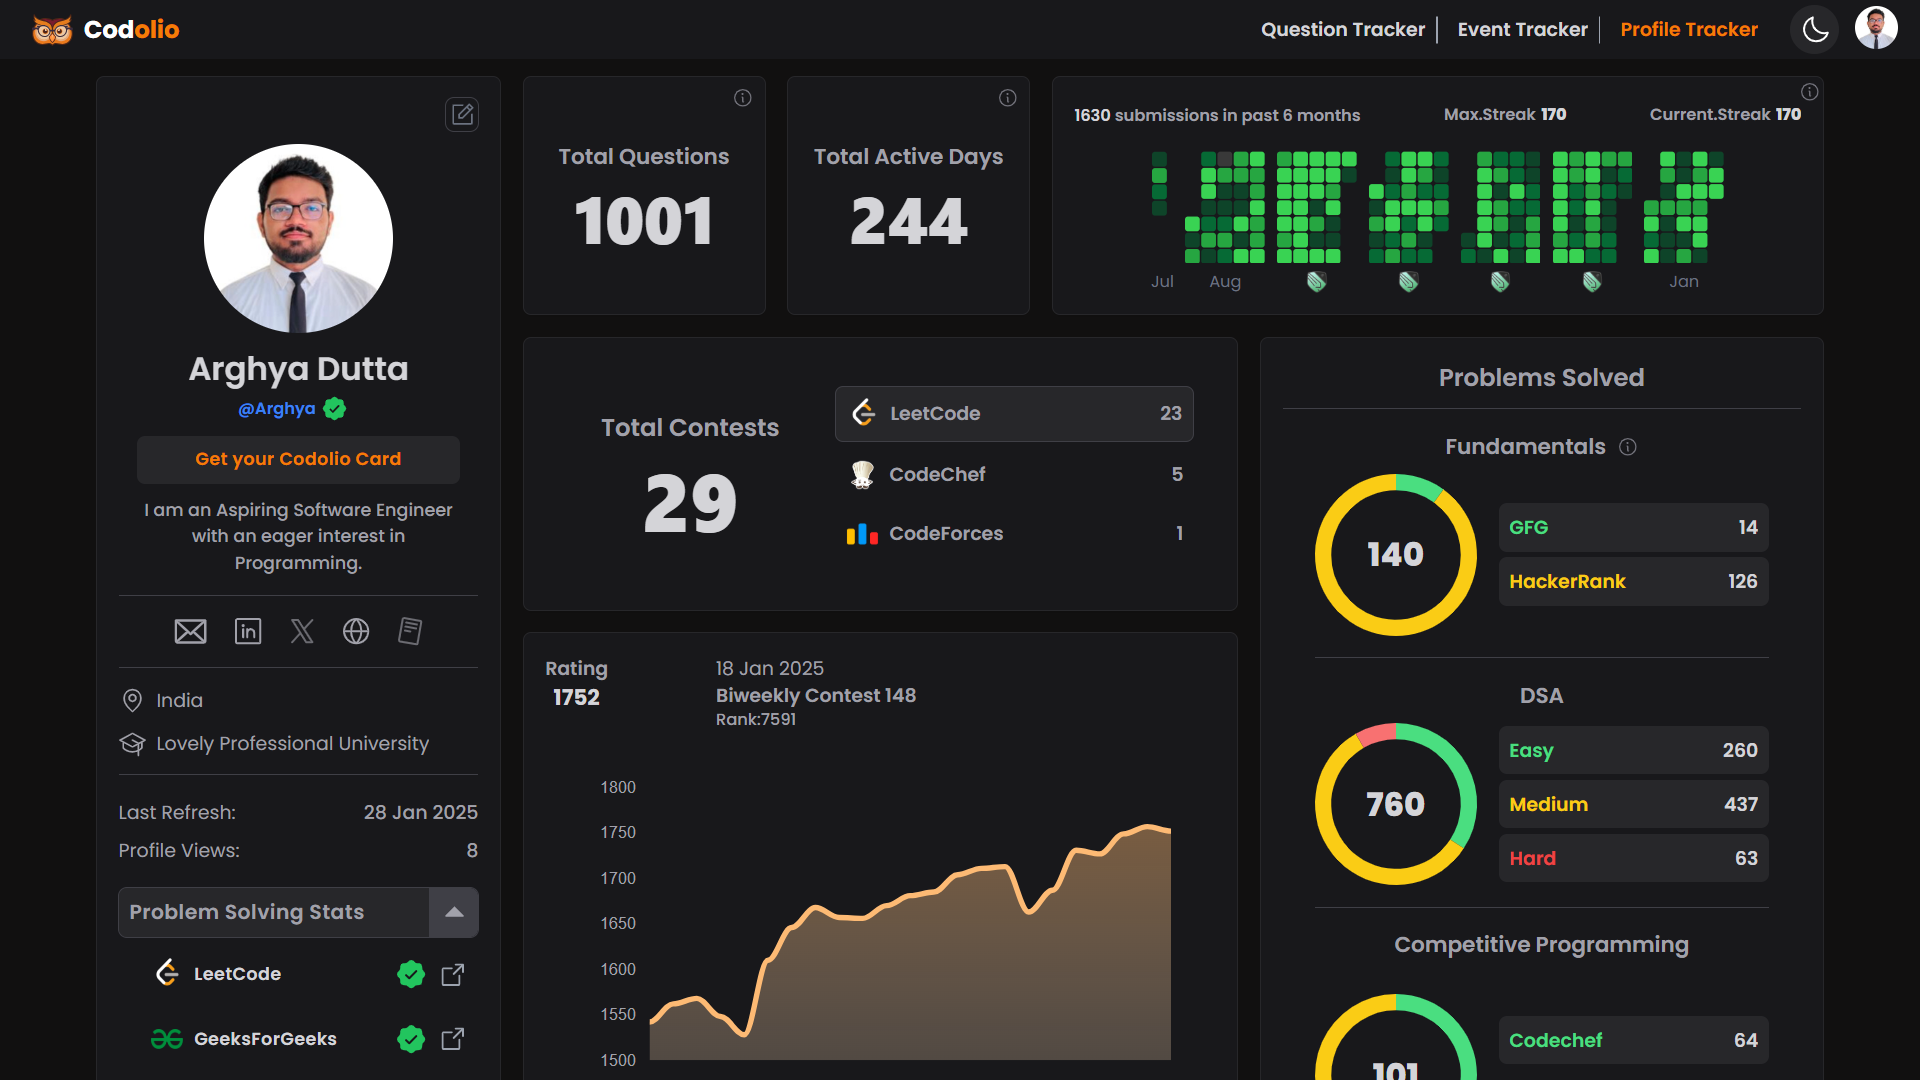 Codolio
Question Tracker
Event Tracker
Profile Tracker
Arghya Dutta
@Arghya
Get your Codolio Card
I am an Aspiring Software Engineer
with an eager interest in
Programming.
India
Lovely Professional University
Last Refresh: 28 Jan 2025
Profile Views: 8
Problem Solving Stats
LeetCode
GeeksForGeeks
Total Questions
1001
Total Active Days
244
1630 submissions in past 6 months
Max.Streak 170
Current.Streak 170
Jul
Aug
Jan
Total Contests
29
LeetCode 23
CodeChef 5
CodeForces 1
Rating
1752
18 Jan 2025
Biweekly Contest 148
Rank:7591
1800
1750
1700
1650
1600
1550
1500
Problems Solved
Fundamentals
140
GFG 14
HackerRank 126
DSA
760
Easy 260
Medium 437
Hard 63
Competitive Programming
101
Codechef 64